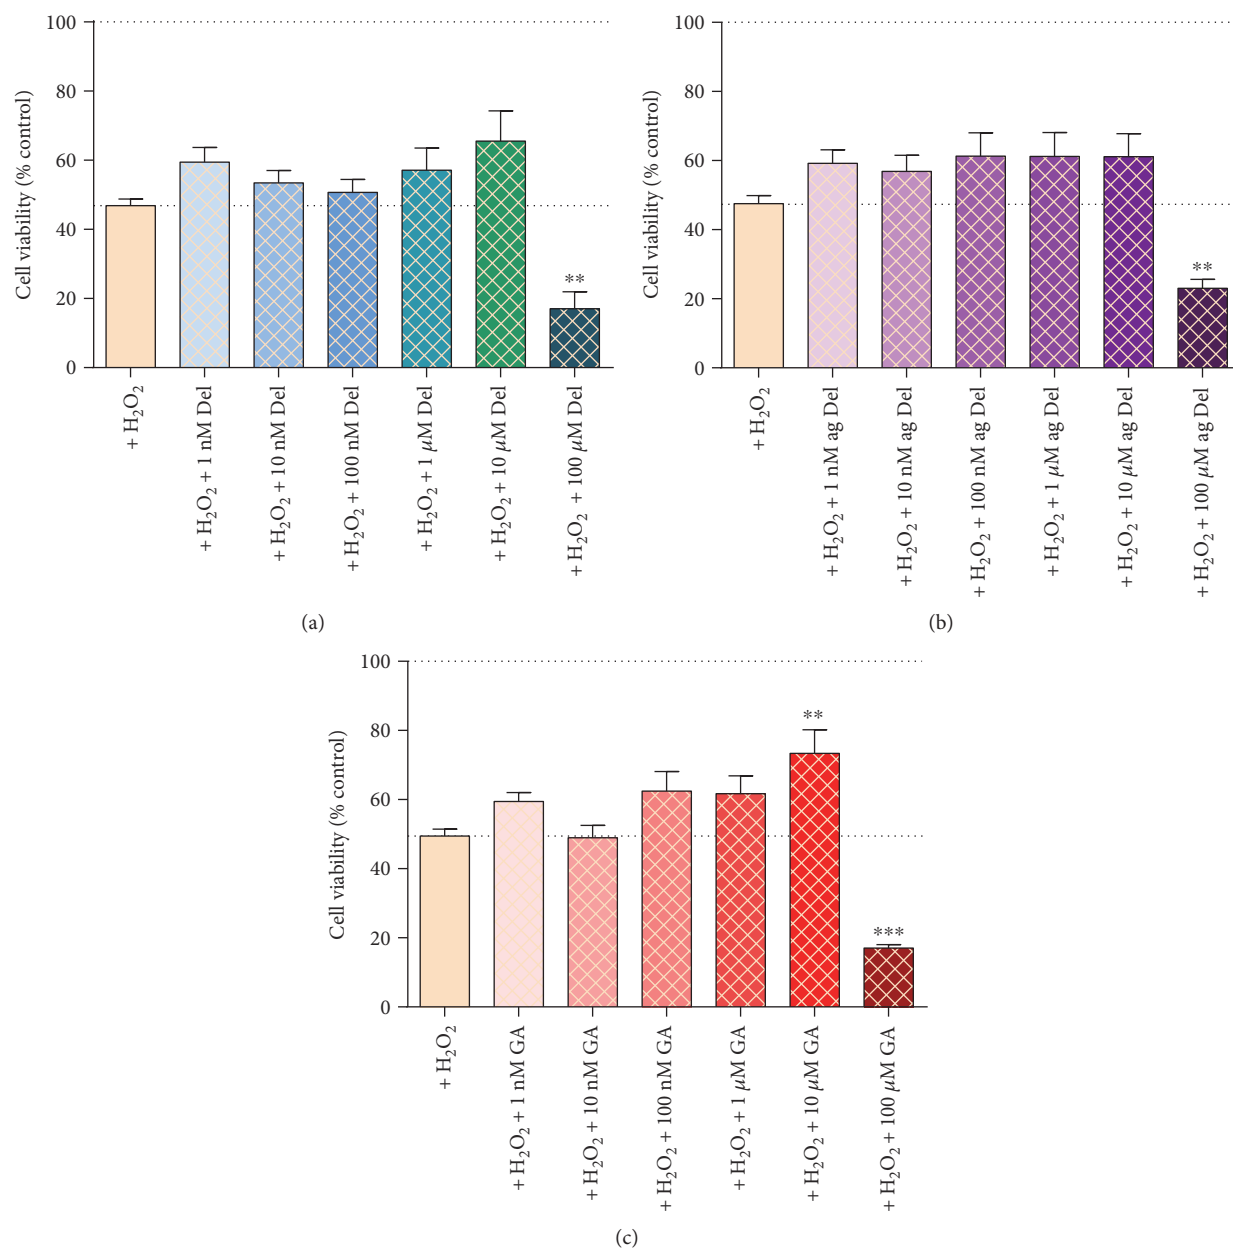 Cell viability (% control)
100
80
60
40
20
0
**
+ H₂O₂
+ H₂O₂ + 1 nM Del
+ H₂O₂ + 10 nM Del
+ H₂O₂ + 100 nM Del
+ H₂O₂ + 1 μM Del
+ H₂O₂ + 10 μM Del
+ H₂O₂ + 100 μM Del
(a)
Cell viability (% control)
100
80
60
40
20
0
**
+ H₂O₂
+ H₂O₂ + 1 nM ag Del
+ H₂O₂ + 10 nM ag Del
+ H₂O₂ + 100 nM ag Del
+ H₂O₂ + 1 μM ag Del
+ H₂O₂ + 10 μM ag Del
+ H₂O₂ + 100 μM ag Del
(b)
Cell viability (% control)
100
80
60
40
20
0
**
***
+ H₂O₂
+ H₂O₂ + 1 nM GA
+ H₂O₂ + 10 nM GA
+ H₂O₂ + 100 nM GA
+ H₂O₂ + 1 μM GA
+ H₂O₂ + 10 μM GA
+ H₂O₂ + 100 μM GA
(c)